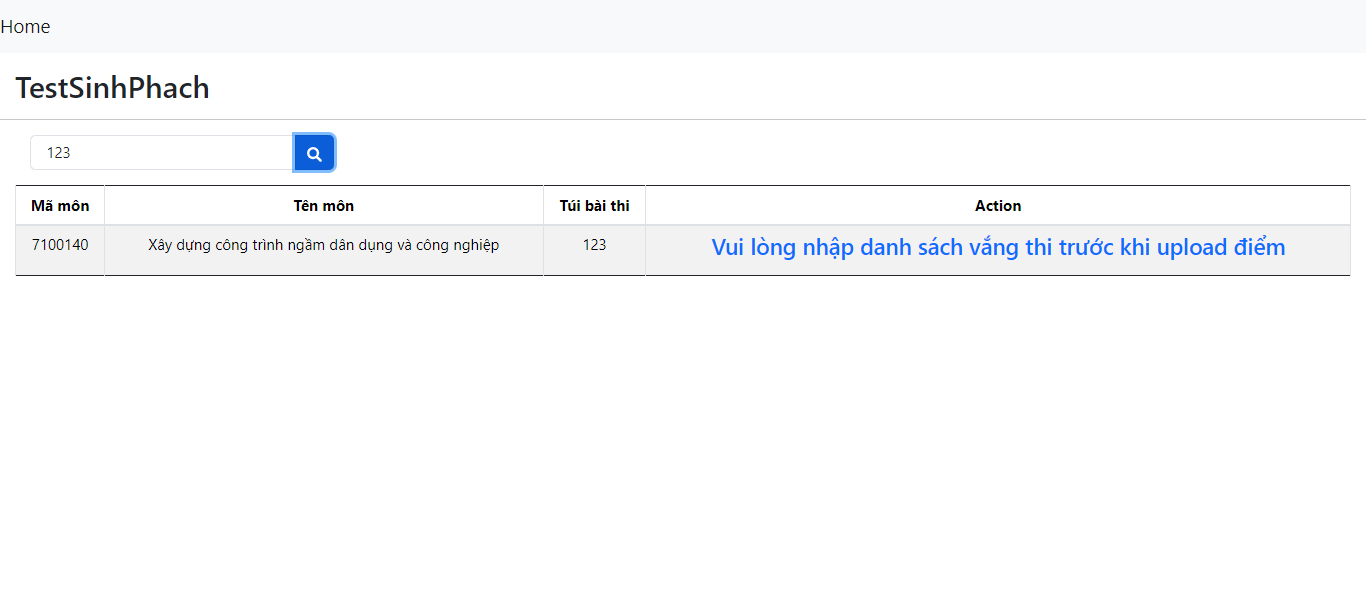 Home
TestSinhPhach
123
Mã môn Tên môn Túi bài thi Action
7100140 Xây dựng công trình ngầm dân dụng và công nghiệp 123 Vui lòng nhập danh sách vắng thi trước khi upload điểm